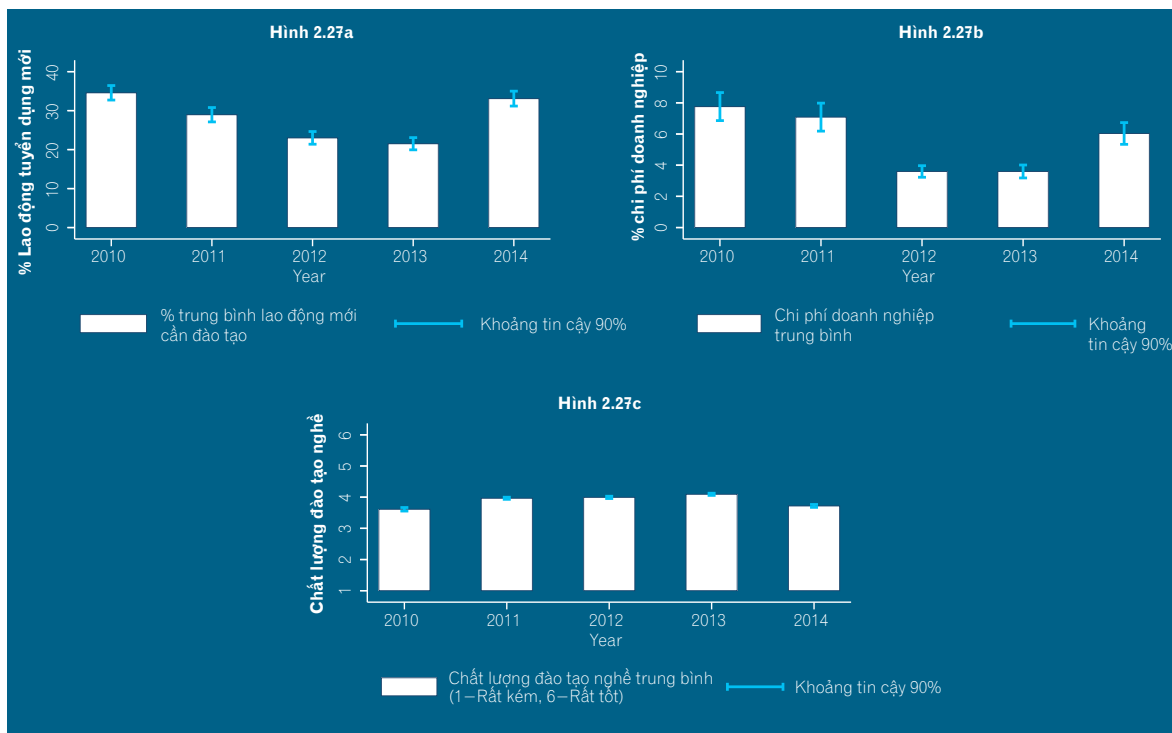 Hình 2.27a
% Lao động tuyển dụng mới
40
30
20
10
0
2010 2011 2012 2013 2014
Year
% trung bình lao động mới
cần đào tạo
Khoảng tin cậy 90%
Hình 2.27b
% chi phí doanh nghiệp
10
8
6
4
2
0
2010 2011 2012 2013 2014
Year
Chi phí doanh nghiệp
trung bình
Khoảng
tin cậy 90%
Hình 2.27c
Chất lượng đào tạo nghề
6
5
4
3
2
1
2010 2011 2012 2013 2014
Year
Chất lượng đào tạo nghề trung bình
(1–Rất kém, 6–Rất tốt)
Khoảng tin cậy 90%